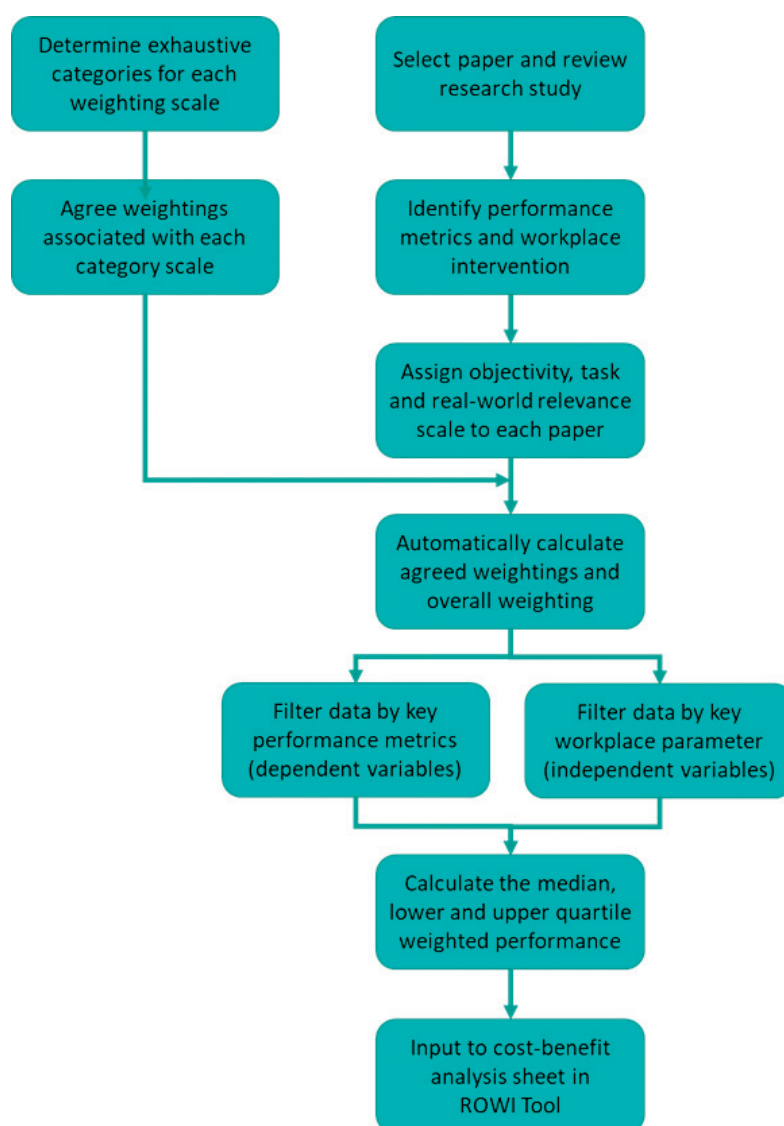 Determine exhaustive
categories for each
weighting scale
Select paper and review
research study
Agree weightings
associated with each
category scale
Identify performance
metrics and workplace
intervention
Assign objectivity, task
and real-world relevance
scale to each paper
Automatically calculate
agreed weightings and
overall weighting
Filter data by key
performance metrics
(dependent variables)
Filter data by key
workplace parameter
(independent variables)
Calculate the median,
lower and upper quartile
weighted performance
Input to cost-benefit
analysis sheet in
ROWI Tool